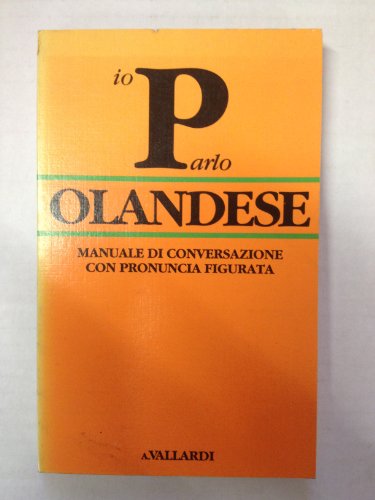 io Parlo
OLANDESE
MANUALE DI CONVERSAZIONE
CON PRONUNCIA FIGURATA
A.VALLARDI